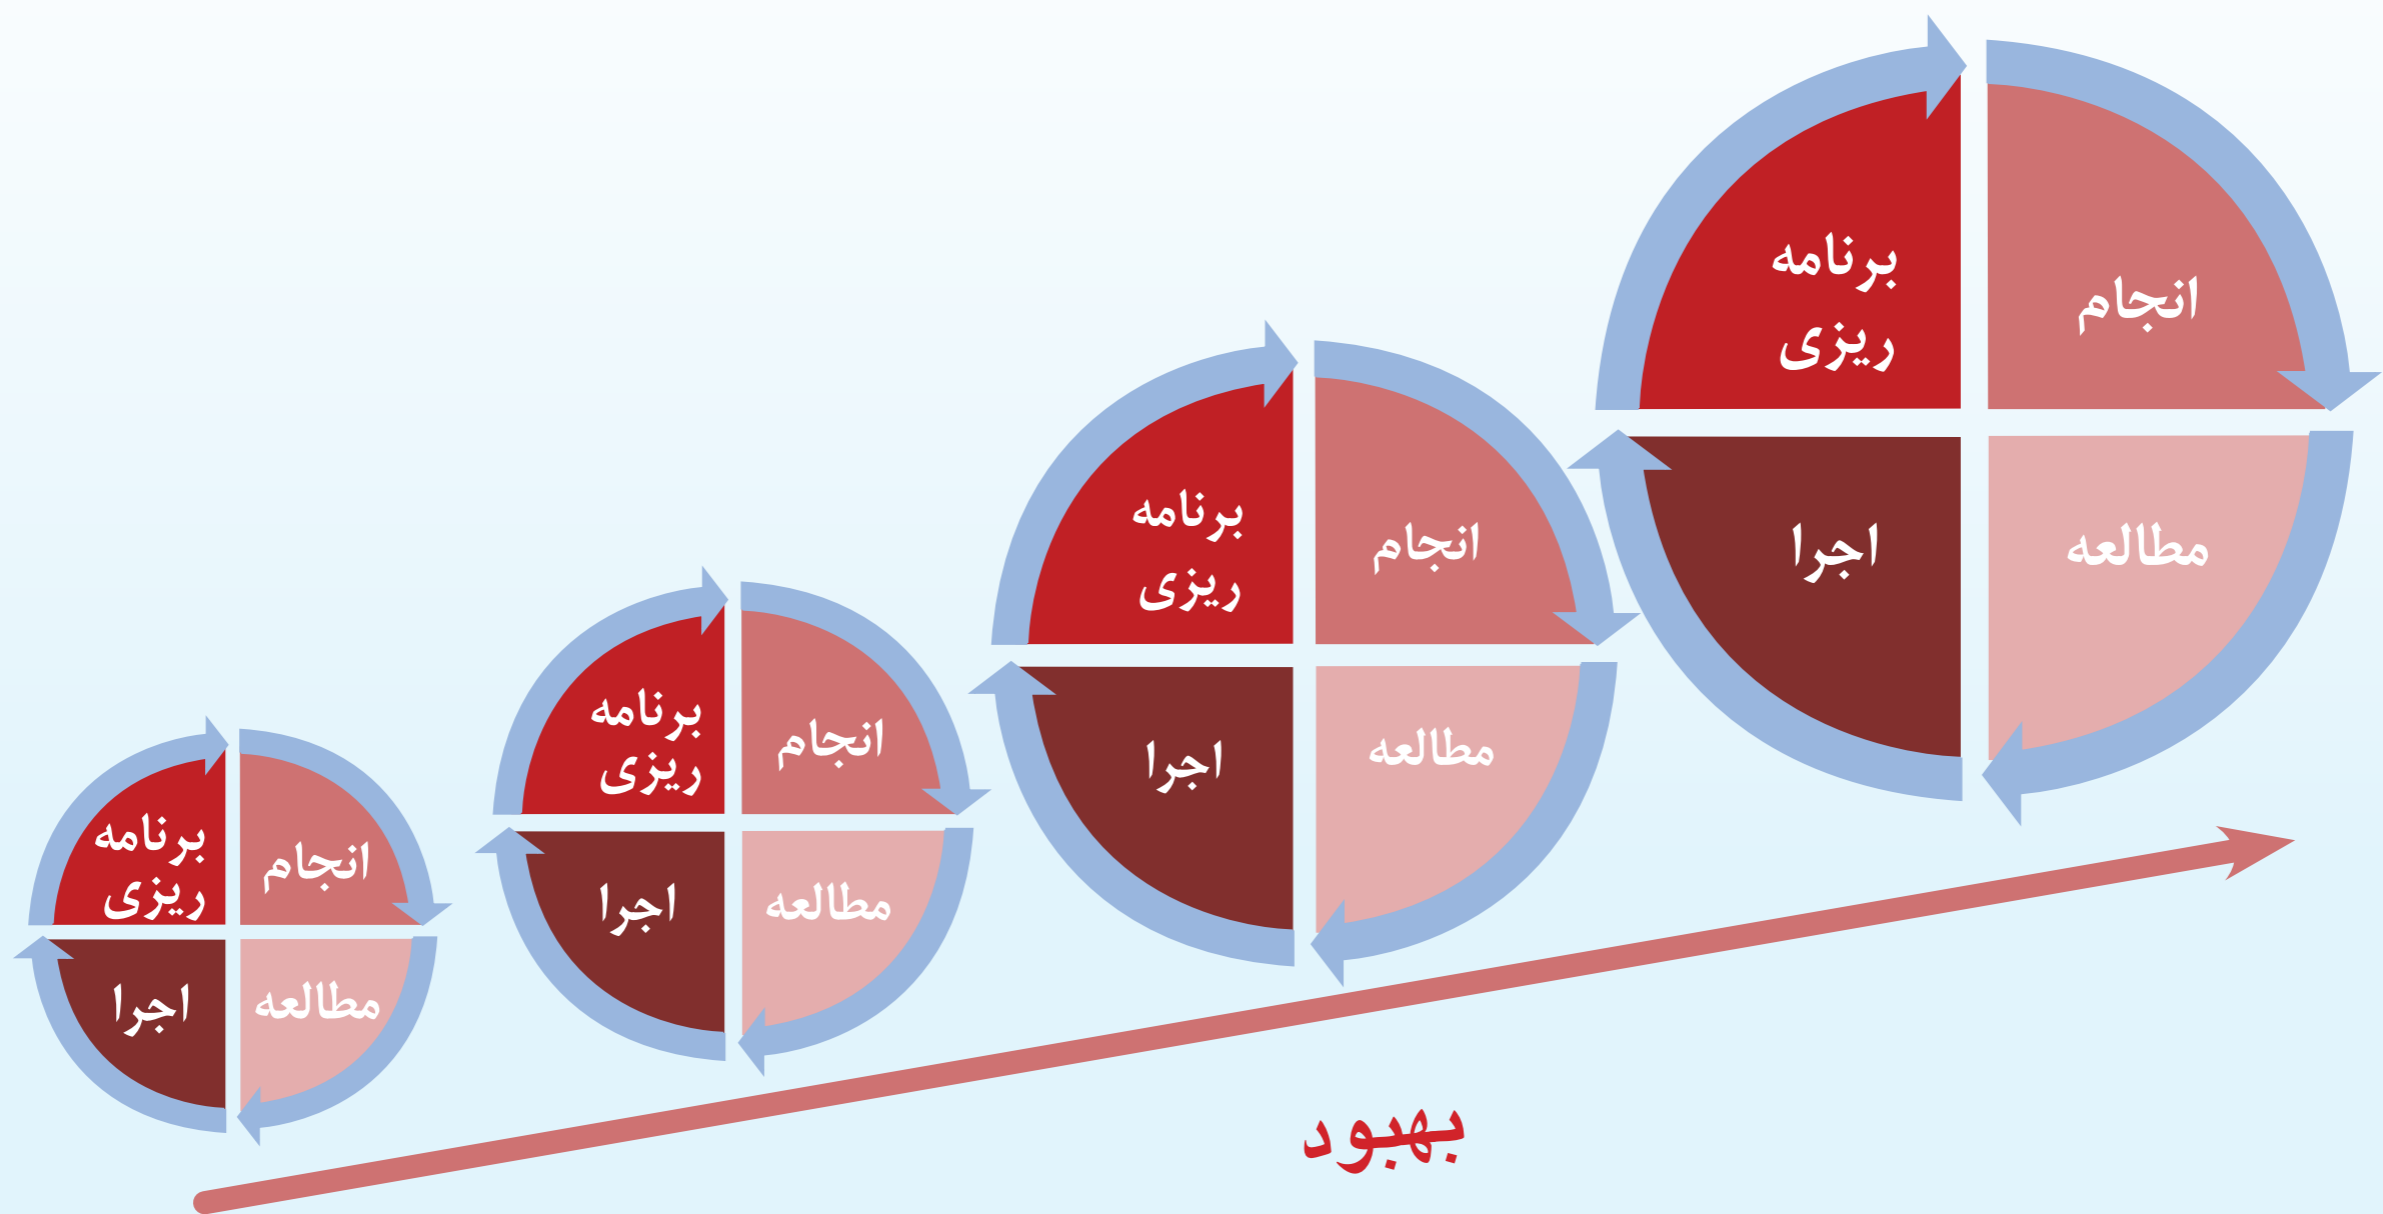 برنامه
ریزی
انجام
مطالعه
اجرا
برنامه
ریزی
انجام
مطالعه
اجرا
برنامه
ریزی
انجام
مطالعه
اجرا
برنامه
ریزی
انجام
مطالعه
اجرا
بهبود